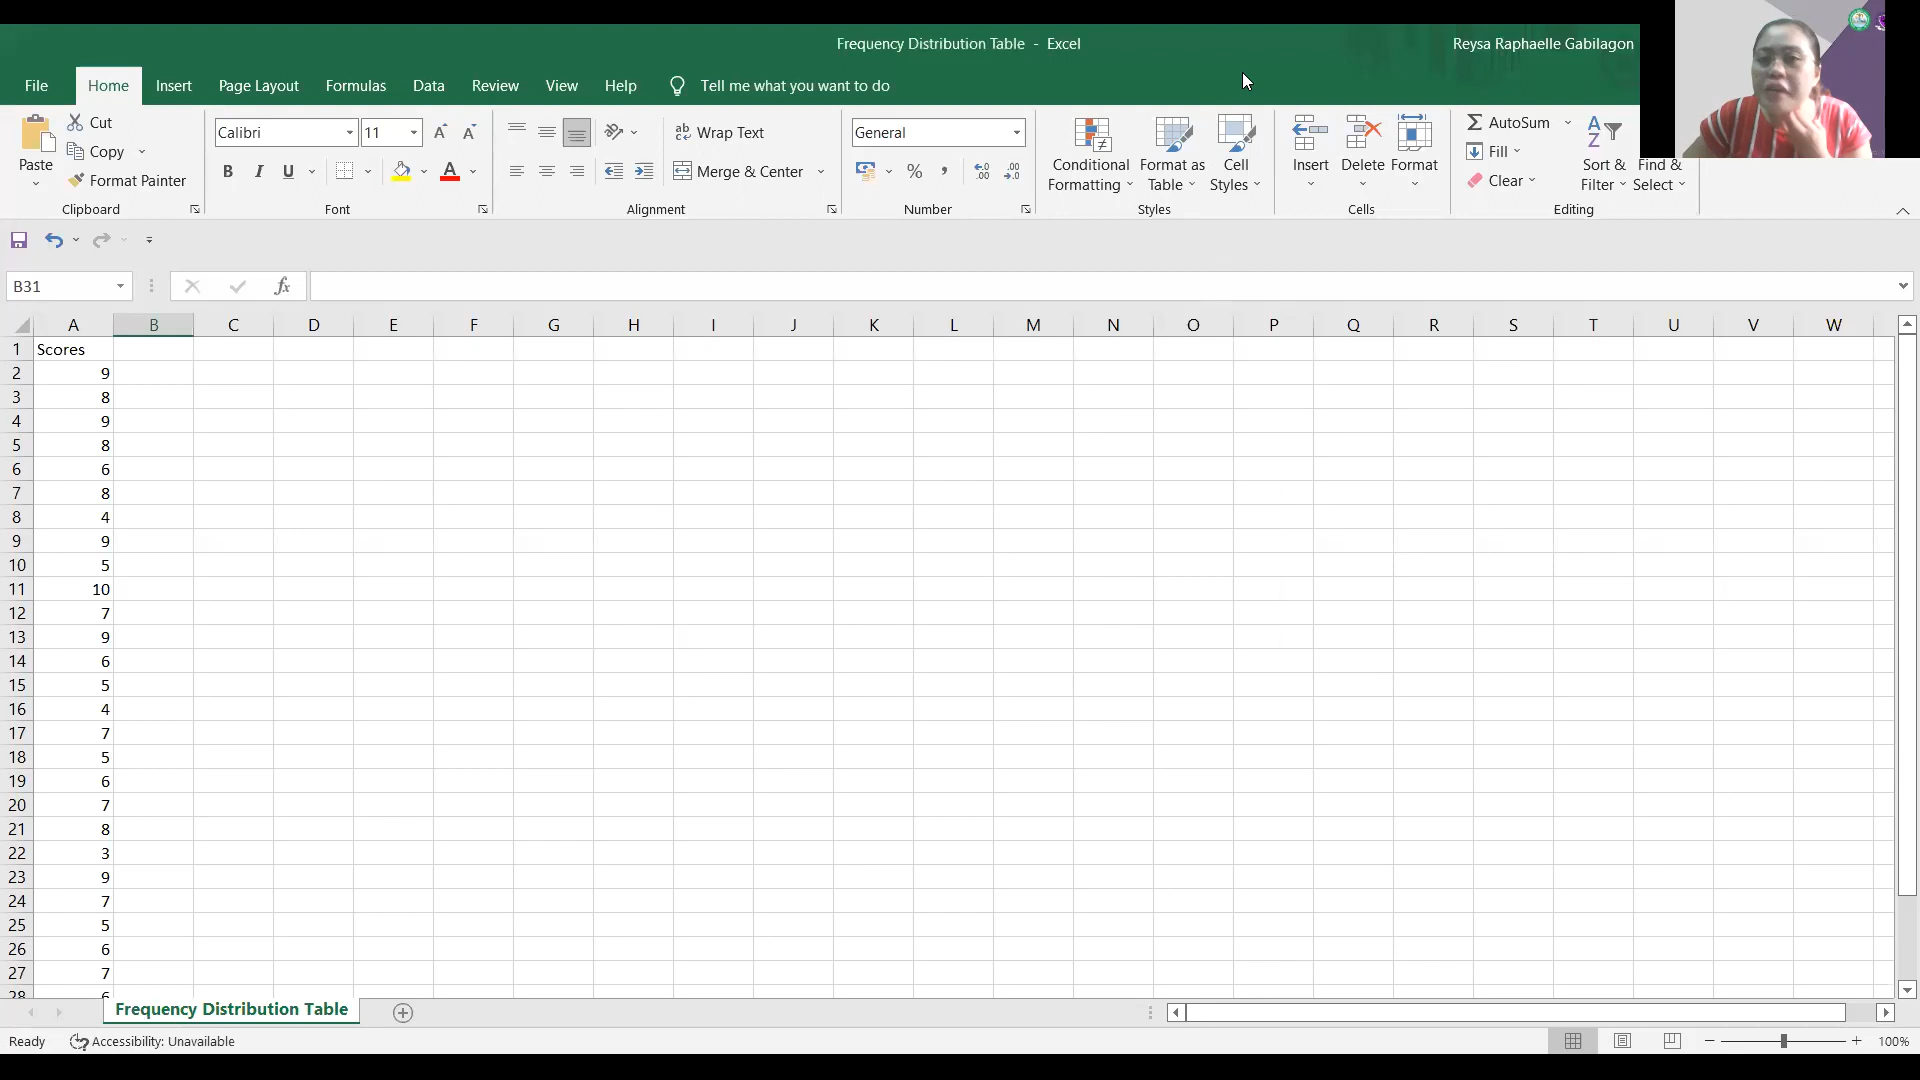 Frequency Distribution Table - Excel
Reysa Raphaelle Gabilagon
File Home Insert Page Layout Formulas Data Review View Help Tell me what you want to do
Paste
Cut
Copy
Format Painter
Clipboard
Calibri 11
B I U
Font
Wrap Text
Merge & Center
Alignment
General
Number
Conditional Formatting
Format as Table
Cell Styles
Styles
Insert
Delete
Format
Cells
AutoSum
Fill
Clear
Sort & Filter
Find & Select
Editing
B31
A B C D E F G H I J K L M N O P Q R S T U V W
1 Scores
2 9
3 8
4 9
5 8
6 6
7 8
8 4
9 9
10 5
11 10
12 7
13 9
14 6
15 5
16 4
17 7
18 5
19 6
20 7
21 8
22 3
23 9
24 7
25 5
26 6
27 7
28 6
Frequency Distribution Table
Ready Accessibility: Unavailable 100%